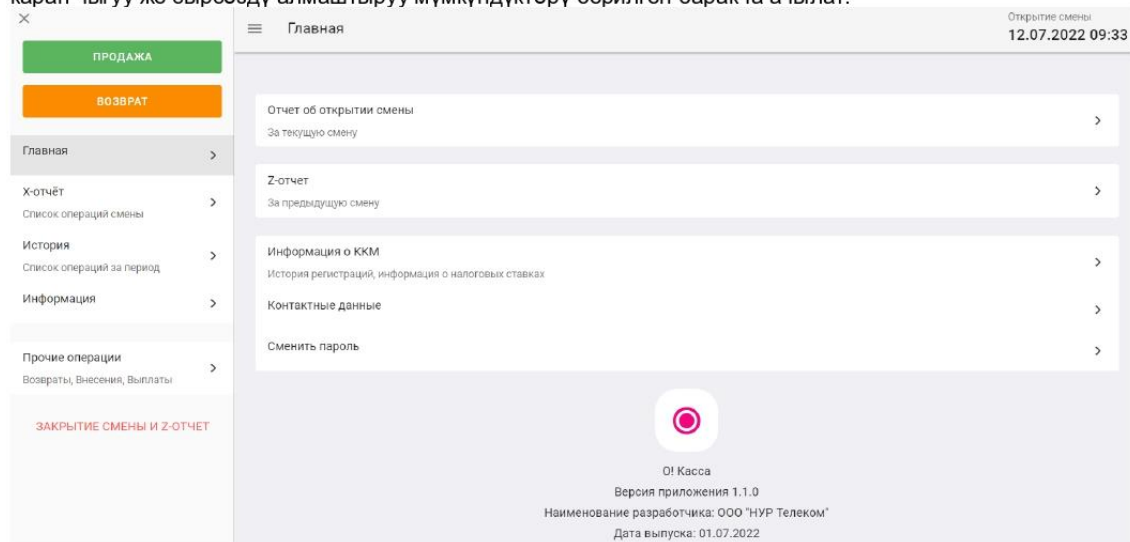 × 
ПРОДАЖА
ВОЗВРАТ
Главная
X-отчёт
Список операций смены
История
Список операций за период
Информация
Прочие операции
Возвраты, Внесения, Выплаты
ЗАКРЫТИЕ СМЕНЫ И Z-ОТЧЕТ
Главная
Открытие смены
12.07.2022 09:33
Отчет об открытии смены
За текущую смену
Z-отчет
За предыдущую смену
Информация о ККМ
История регистраций, информация о налоговых ставках
Контактные данные
Сменить пароль
О! Касса
Версия приложения 1.1.0
Наименование разработчика: ООО "НУР Телеком"
Дата выпуска: 01.07.2022